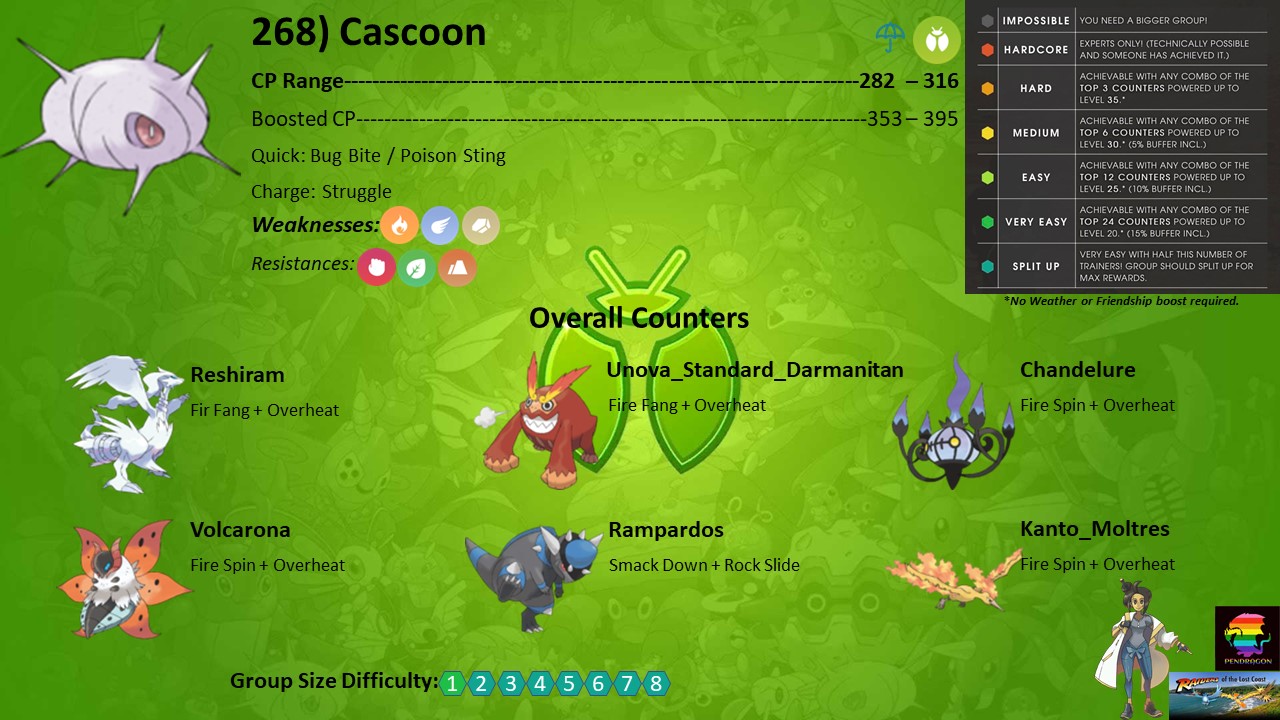 268) Cascoon
CP Range---------------------------------------------------------------------------282 – 316
Boosted CP-------------------------------------------------------------------------353 – 395
Quick: Bug Bite / Poison Sting
Charge: Struggle
Weaknesses:
Resistances:
IMPOSSIBLE YOU NEED A BIGGER GROUP!
HARDCORE EXPERTS ONLY! (TECHNICALLY POSSIBLE
AND SOMEONE HAS ACHIEVED IT.)
HARD ACHIEVABLE WITH ANY COMBO OF THE
TOP 3 COUNTERS POWERED UP TO
LEVEL 35.*
MEDIUM ACHIEVABLE WITH ANY COMBO OF THE
TOP 6 COUNTERS POWERED UP TO
LEVEL 30.* (5% BUFFER INCL.)
EASY ACHIEVABLE WITH ANY COMBO OF THE
TOP 12 COUNTERS POWERED UP TO
LEVEL 25.* (10% BUFFER INCL.)
VERY EASY ACHIEVABLE WITH ANY COMBO OF THE
TOP 24 COUNTERS POWERED UP TO
LEVEL 20.* (15% BUFFER INCL.)
SPLIT UP VERY EASY WITH HALF THIS NUMBER OF
TRAINERS! GROUP SHOULD SPLIT UP FOR
MAX REWARDS.
*No Weather or Friendship boost required.
Overall Counters
Reshiram
Fir Fang + Overheat
Unova_Standard_Darmanitan
Fire Fang + Overheat
Chandelure
Fire Spin + Overheat
Volcarona
Fire Spin + Overheat
Rampardos
Smack Down + Rock Slide
Kanto_Moltres
Fire Spin + Overheat
Group Size Difficulty: 1 2 3 4 5 6 7 8
PENDRAGON
RAIDERS of the Lost Coast